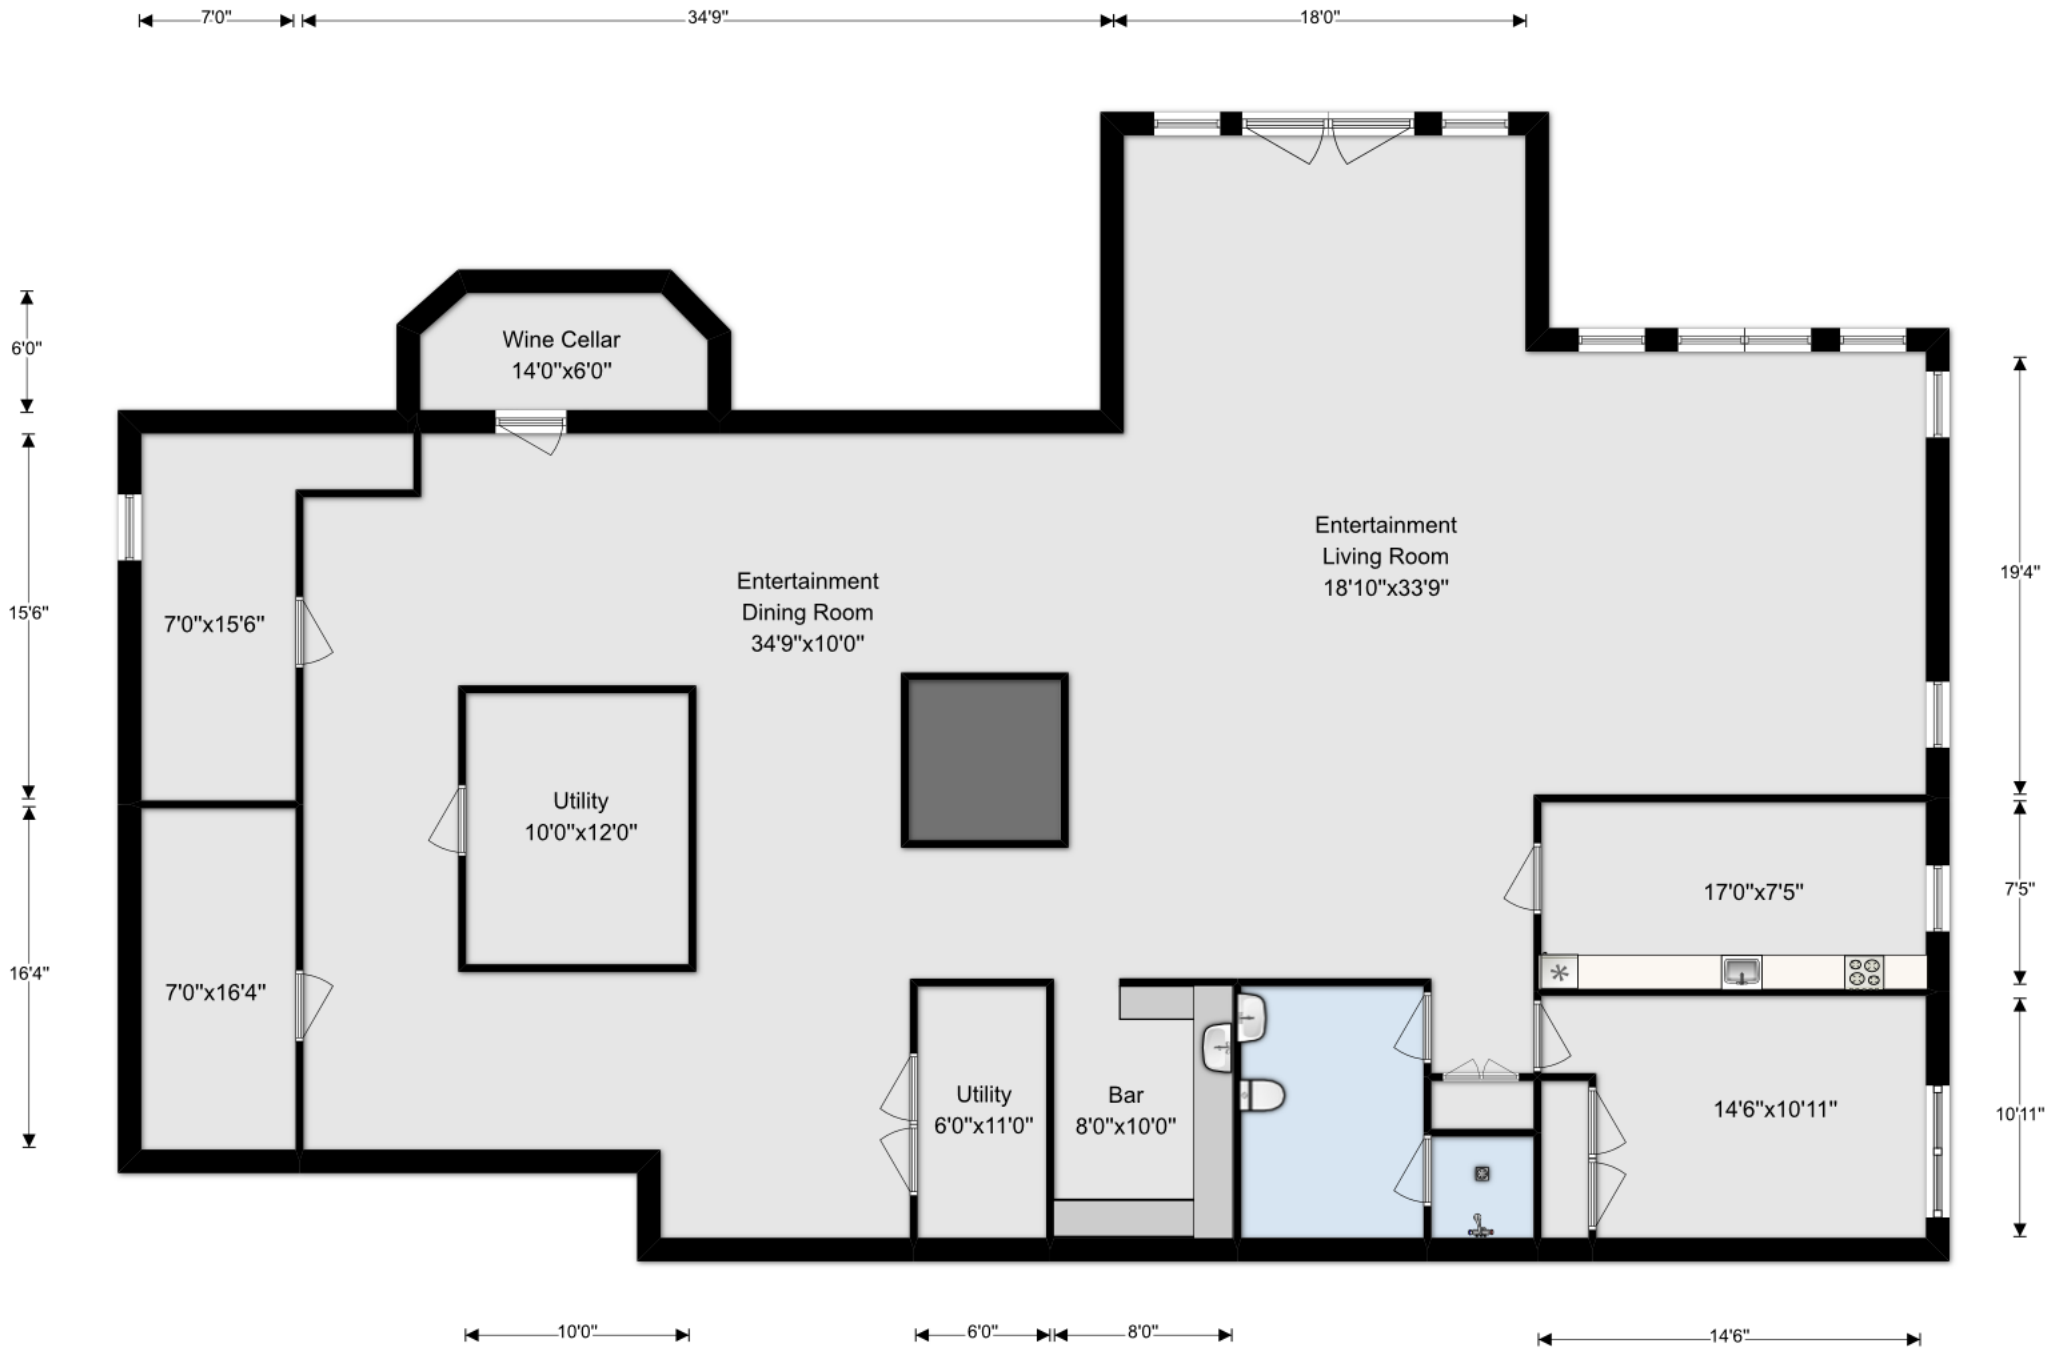 7'0"
34'9"
18'0"
6'0"
Wine Cellar
14'0"x6'0"
Entertainment
Living Room
18'10"x33'9"
19'4"
Entertainment
Dining Room
34'9"x10'0"
15'6"
7'0"x15'6"
Utility
10'0"x12'0"
17'0"x7'5"
7'5"
16'4"
7'0"x16'4"
Utility
6'0"x11'0"
Bar
8'0"x10'0"
14'6"x10'11"
10'11"
10'0"
6'0"
8'0"
14'6"